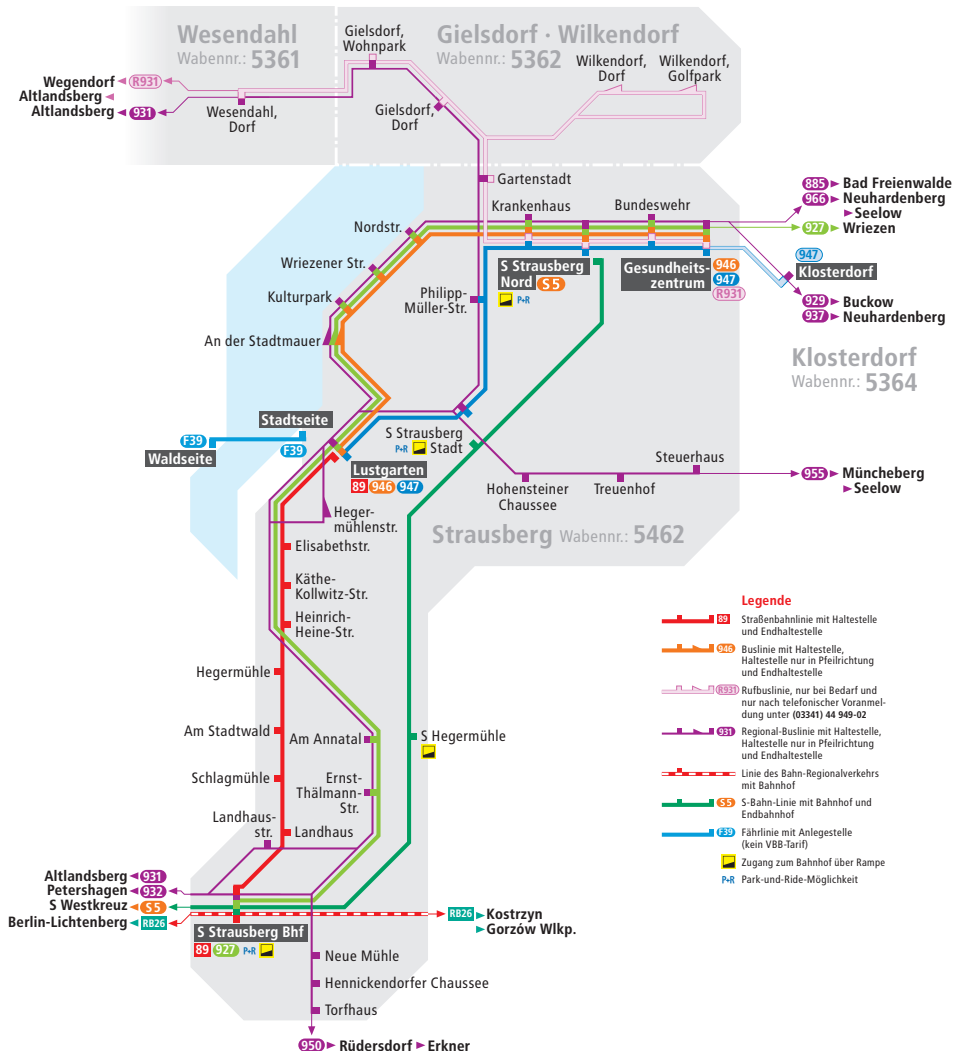 Wesendahl
Wabennr.: 5361
Gielsdorf · Wilkendorf
Wabennr.: 5362
Gielsdorf,
Wohnpark
Wilkendorf,
Dorf
Wilkendorf,
Golfpark
Wegendorf R931
Altlandsberg
Altlandsberg 931
Wesendahl,
Dorf
Gielsdorf,
Dorf
Gartenstadt
Krankenhaus
Bundeswehr
885 Bad Freienwalde
966 Neuhardenberg
Seelow
927 Wriezen
947
Klosterdorf
929 Buckow
937 Neuhardenberg
Nordstr.
Wriezener Str.
Kulturpark
An der Stadtmauer
Philipp-
Müller-Str.
S Strausberg
Nord S 5
P+R
Gesundheits-
zentrum
946
947
R931
Klosterdorf
Wabennr.: 5364
Stadtseite
F39
F39
Waldseite
S Strausberg
P+R Stadt
Lustgarten
89 946 947
Steuerhaus
Hohensteiner
Chaussee
Treuenhof
955 Müncheberg
Seelow
Heger-
mühlenstr.
Strausberg Wabennr.: 5462
Elisabethstr.
Käthe-
Kollwitz-Str.
Heinrich-
Heine-Str.
Hegermühle
Am Stadtwald
Am Annatal
S Hegermühle
Schlagmühle
Ernst-
Thälmann-
Str.
Landhaus-
str.
Landhaus
Altlandsberg 931
Petershagen 932
S Westkreuz S 5
Berlin-Lichtenberg RB26
RB26 Kostrzyn
Gorzów Wlkp.
S Strausberg Bhf
89 927 P+R
Neue Mühle
Hennickendorfer Chaussee
Torfhaus
950 Rüdersdorf Erkner
Legende
89 Straßenbahnlinie mit Haltestelle
und Endhaltestelle
946 Buslinie mit Haltestelle,
Haltestelle nur in Pfeilrichtung
und Endhaltestelle
R931 Rufbuslinie, nur bei Bedarf und
nur nach telefonischer Voranmel-
dung unter (03341) 44 949-02
931 Regional-Buslinie mit Haltestelle,
Haltestelle nur in Pfeilrichtung
und Endhaltestelle
Linie des Bahn-Regionalverkehrs
mit Bahnhof
S 5 S-Bahn-Linie mit Bahnhof und
Endbahnhof
F39 Fährlinie mit Anlegestelle
(kein VBB-Tarif)
Zugang zum Bahnhof über Rampe
P+R Park-und-Ride-Möglichkeit